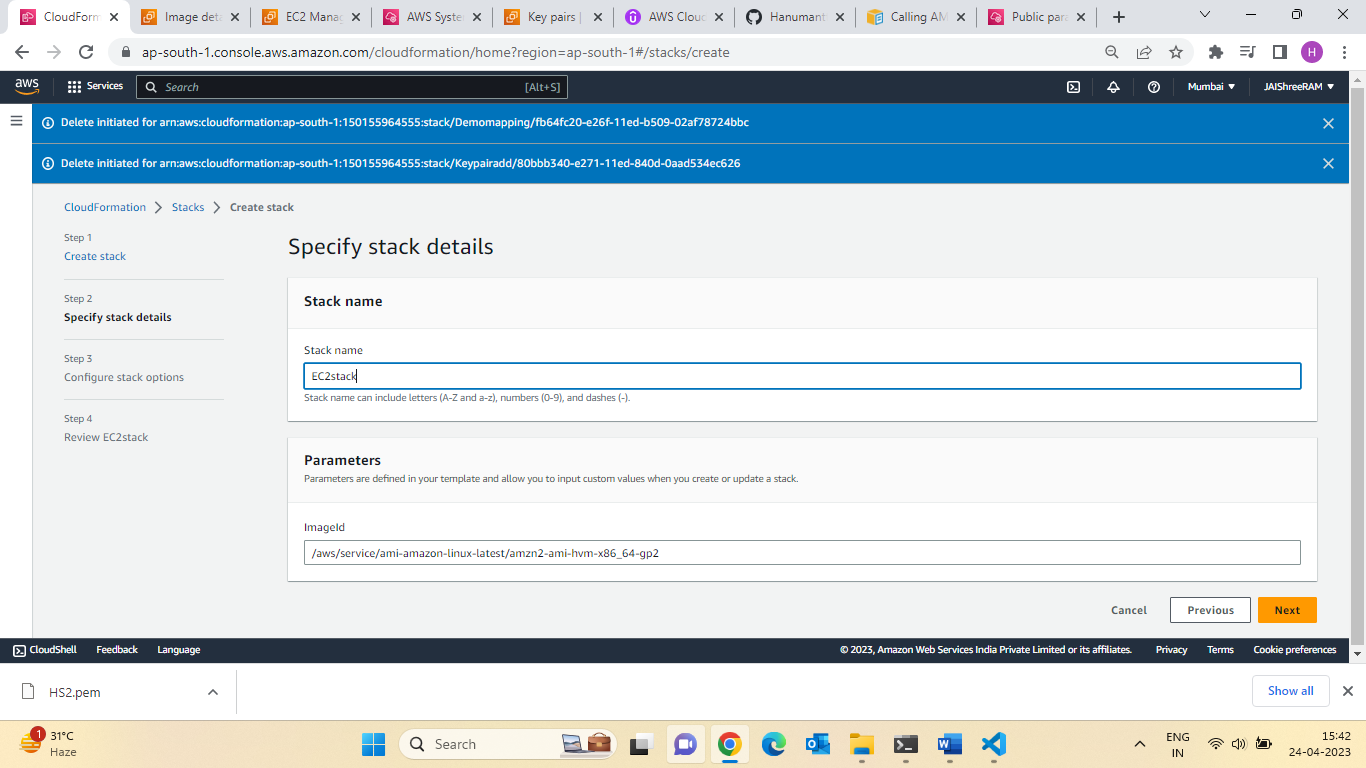 CloudForm
Image deta
EC2 Manag
AWS Syste
Key pairs |
AWS Cloud
Hanumant
Calling AM
Public para
ap-south-1.console.aws.amazon.com/cloudformation/home?region=ap-south-1#/stacks/create
H
aws
Services
Search
[Alt+S]
Mumbai
JAIShreeRAM
Delete initiated for arn:aws:cloudformation:ap-south-1:150155964555:stack/Demomapping/fb64fc20-e26f-11ed-b509-02af78724bbc
Delete initiated for arn:aws:cloudformation:ap-south-1:150155964555:stack/Keypairadd/80bbb340-e271-11ed-840d-0aad534ec626
CloudFormation
Stacks
Create stack
Step 1
Create stack
Step 2
Specify stack details
Step 3
Configure stack options
Step 4
Review EC2stack
Specify stack details
Stack name
Stack name
EC2stack
Stack name can include letters (A-Z and a-z), numbers (0-9), and dashes (-).
Parameters
Parameters are defined in your template and allow you to input custom values when you create or update a stack.
ImageId
/aws/service/ami-amazon-linux-latest/amzn2-ami-hvm-x86_64-gp2
Cancel
Previous
Next
CloudShell
Feedback
Language
© 2023, Amazon Web Services India Private Limited or its affiliates.
Privacy
Terms
Cookie preferences
HS2.pem
Show all
1
31°C
Haze
Search
ENG
IN
15:42
24-04-2023